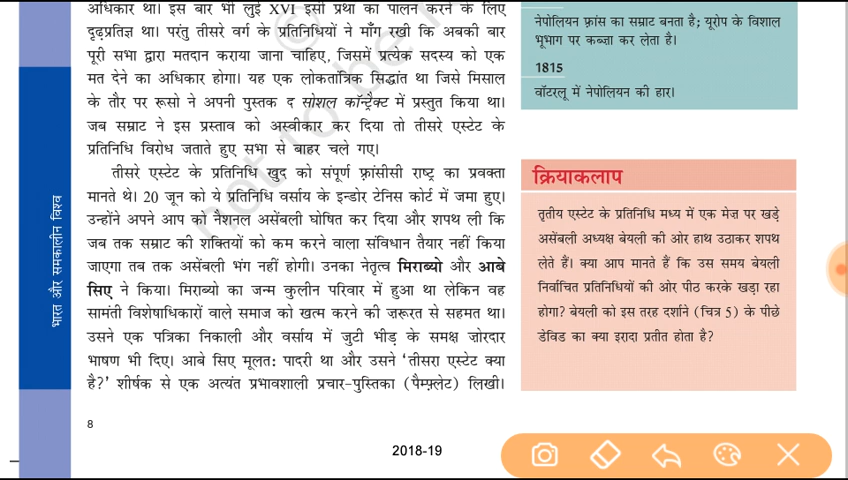 अधिकार था। इस बार भी लुई XVI इसी प्रथा का पालन करने के लिए
दृढ़प्रतिज्ञ था। परंतु तीसरे वर्ग के प्रतिनिधियों ने माँग रखी कि अबकी बार
पूरी सभा द्वारा मतदान कराया जाना चाहिए, जिसमें प्रत्येक सदस्य को एक
मत देने का अधिकार होगा। यह एक लोकतांत्रिक सिद्धांत था जिसे मिसाल
के तौर पर रूसो ने अपनी पुस्तक द सोशल कॉन्ट्रैक्ट में प्रस्तुत किया था।
जब सम्राट ने इस प्रस्ताव को अस्वीकार कर दिया तो तीसरे एस्टेट के
प्रतिनिधि विरोध जताते हुए सभा से बाहर चले गए।
तीसरे एस्टेट के प्रतिनिधि खुद को संपूर्ण फ़्रांसीसी राष्ट्र का प्रवक्ता
मानते थे। 20 जून को ये प्रतिनिधि वर्साय के इन्डोर टेनिस कोर्ट में जमा हुए।
उन्होंने अपने आप को नैशनल असेंबली घोषित कर दिया और शपथ ली कि
जब तक सम्राट की शक्तियों को कम करने वाला संविधान तैयार नहीं किया
जाएगा तब तक असेंबली भंग नहीं होगी। उनका नेतृत्व मिराब्यो और आबे
सिए ने किया। मिराब्यो का जन्म कुलीन परिवार में हुआ था लेकिन वह
सामंती विशेषाधिकारों वाले समाज को खत्म करने की ज़रूरत से सहमत था।
उसने एक पत्रिका निकाली और वर्साय में जुटी भीड़ के समक्ष ज़ोरदार
भाषण भी दिए। आबे सिए मूलत: पादरी था और उसने ‘तीसरा एस्टेट क्या
है?’ शीर्षक से एक अत्यंत प्रभावशाली प्रचार-पुस्तिका (पैम्फ़्लेट) लिखी।
नेपोलियन फ़्रांस का सम्राट बनता है; यूरोप के विशाल
भूभाग पर कब्ज़ा कर लेता है।
1815
वॉटरलू में नेपोलियन की हार।
क्रियाकलाप
तृतीय एस्टेट के प्रतिनिधि मध्य में एक मेज पर खड़े
असेंबली अध्यक्ष बेयली की ओर हाथ उठाकर शपथ
लेते हैं। क्या आप मानते हैं कि उस समय बेयली
निर्वाचित प्रतिनिधियों की ओर पीठ करके खड़ा रहा
होगा? बेयली को इस तरह दर्शाने (चित्र 5) के पीछे
डेविड का क्या इरादा प्रतीत होता है?
भारत और समकालीन विश्व
8
2018-19
not to be